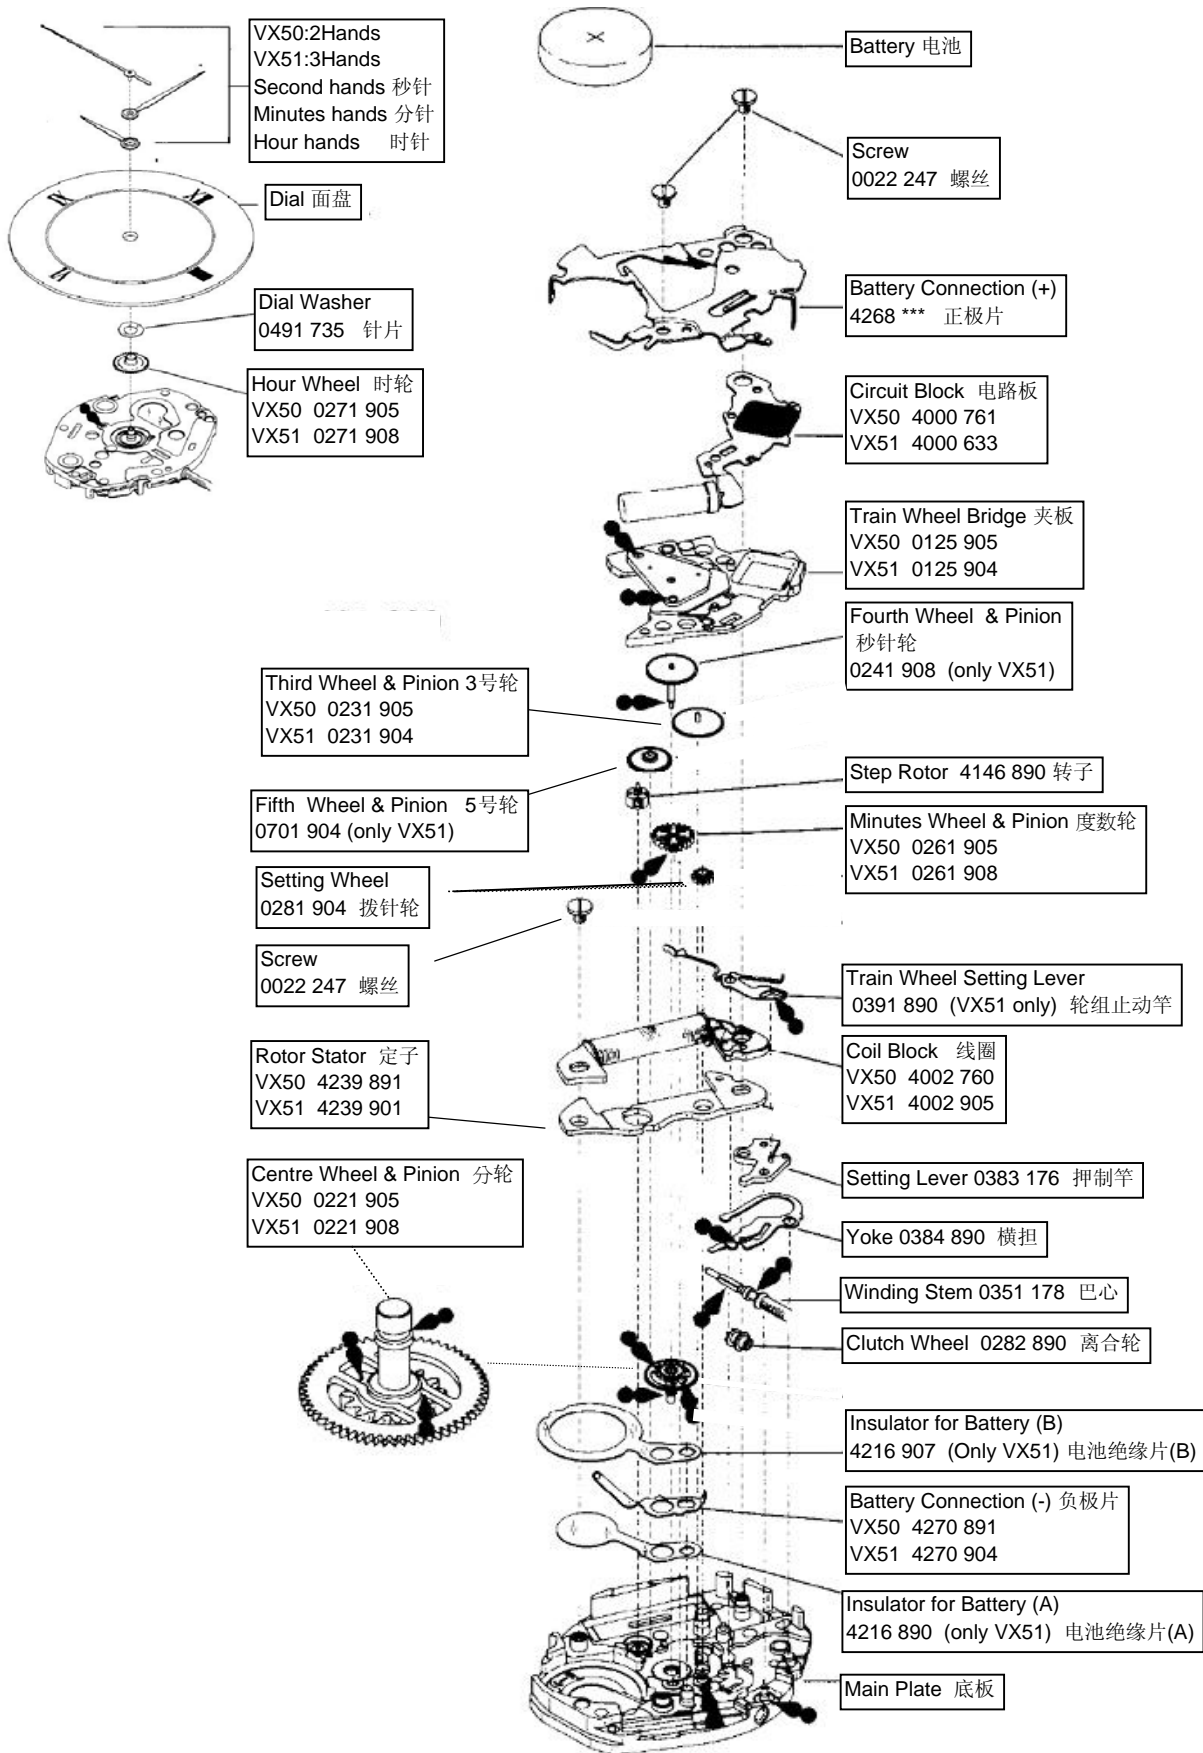 VX50:2Hands
VX51:3Hands
Second hands 秒针
Minutes hands 分针
Hour hands 时针
Dial 面盘
Dial Washer
0491 735 针片
Hour Wheel 时轮
VX50 0271 905
VX51 0271 908
Battery 电池
Screw
0022 247 螺丝
Battery Connection (+)
4268 *** 正极片
Circuit Block 电路板
VX50 4000 761
VX51 4000 633
Train Wheel Bridge 夹板
VX50 0125 905
VX51 0125 904
Fourth Wheel & Pinion
秒针轮
0241 908 (only VX51)
Third Wheel & Pinion 3号轮
VX50 0231 905
VX51 0231 904
Fifth Wheel & Pinion 5号轮
0701 904 (only VX51)
Step Rotor 4146 890 转子
Minutes Wheel & Pinion 度数轮
VX50 0261 905
VX51 0261 908
Setting Wheel
0281 904 拨针轮
Screw
0022 247 螺丝
Train Wheel Setting Lever
0391 890 (VX51 only) 轮组止动竿
Rotor Stator 定子
VX50 4239 891
VX51 4239 901
Coil Block 线圈
VX50 4002 760
VX51 4002 905
Centre Wheel & Pinion 分轮
VX50 0221 905
VX51 0221 908
Setting Lever 0383 176 押制竿
Yoke 0384 890 横担
Winding Stem 0351 178 巴心
Clutch Wheel 0282 890 离合轮
Insulator for Battery (B)
4216 907 (Only VX51) 电池绝缘片(B)
Battery Connection (-) 负极片
VX50 4270 891
VX51 4270 904
Insulator for Battery (A)
4216 890 (only VX51) 电池绝缘片(A)
Main Plate 底板